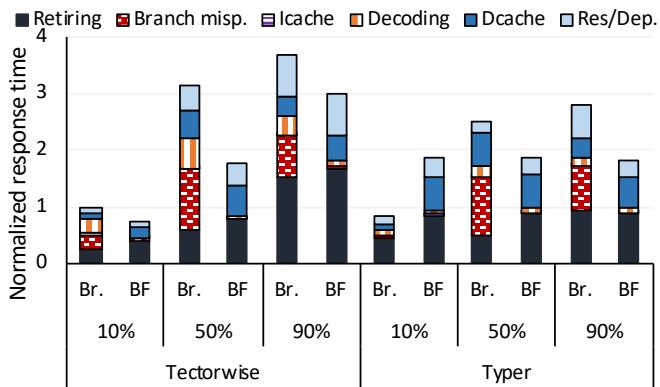 Retiring Branch misp. Icache Decoding Dcache Res/Dep.
Normalized response time
4
3
2
1
0
Br. BF Br. BF Br. BF Br. BF Br. BF Br. BF
10% 50% 90% 10% 50% 90%
Tectorwise Typer